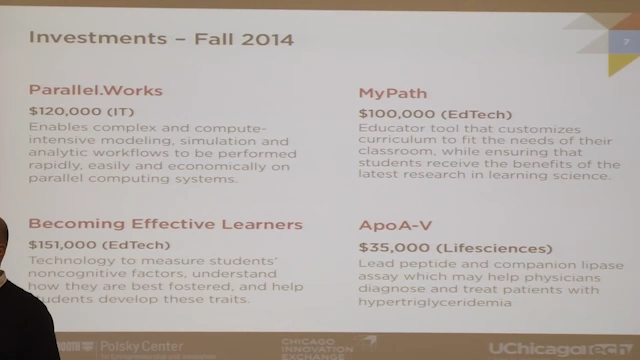 Investments – Fall 2014
7
Parallel.Works
$120,000 (IT)
Enables complex and compute-
intensive modeling, simulation and
analytic workflows to be performed
rapidly, easily and economically on
parallel computing systems.
MyPath
$100,000 (EdTech)
Educator tool that customizes
curriculum to fit the needs of their
classroom, while ensuring that
students receive the benefits of the
latest research in learning science.
Becoming Effective Learners
$151,000 (EdTech)
Technology to measure students'
noncognitive factors, understand
how they are best fostered, and help
students develop these traits.
ApoA-V
$35,000 (Lifesciences)
Lead peptide and companion lipase
assay which may help physicians
diagnose and treat patients with
hypertriglyceridemia
Polsky Center
CHICAGO
INNOVATION
EXCHANGE
UChicagoTECH